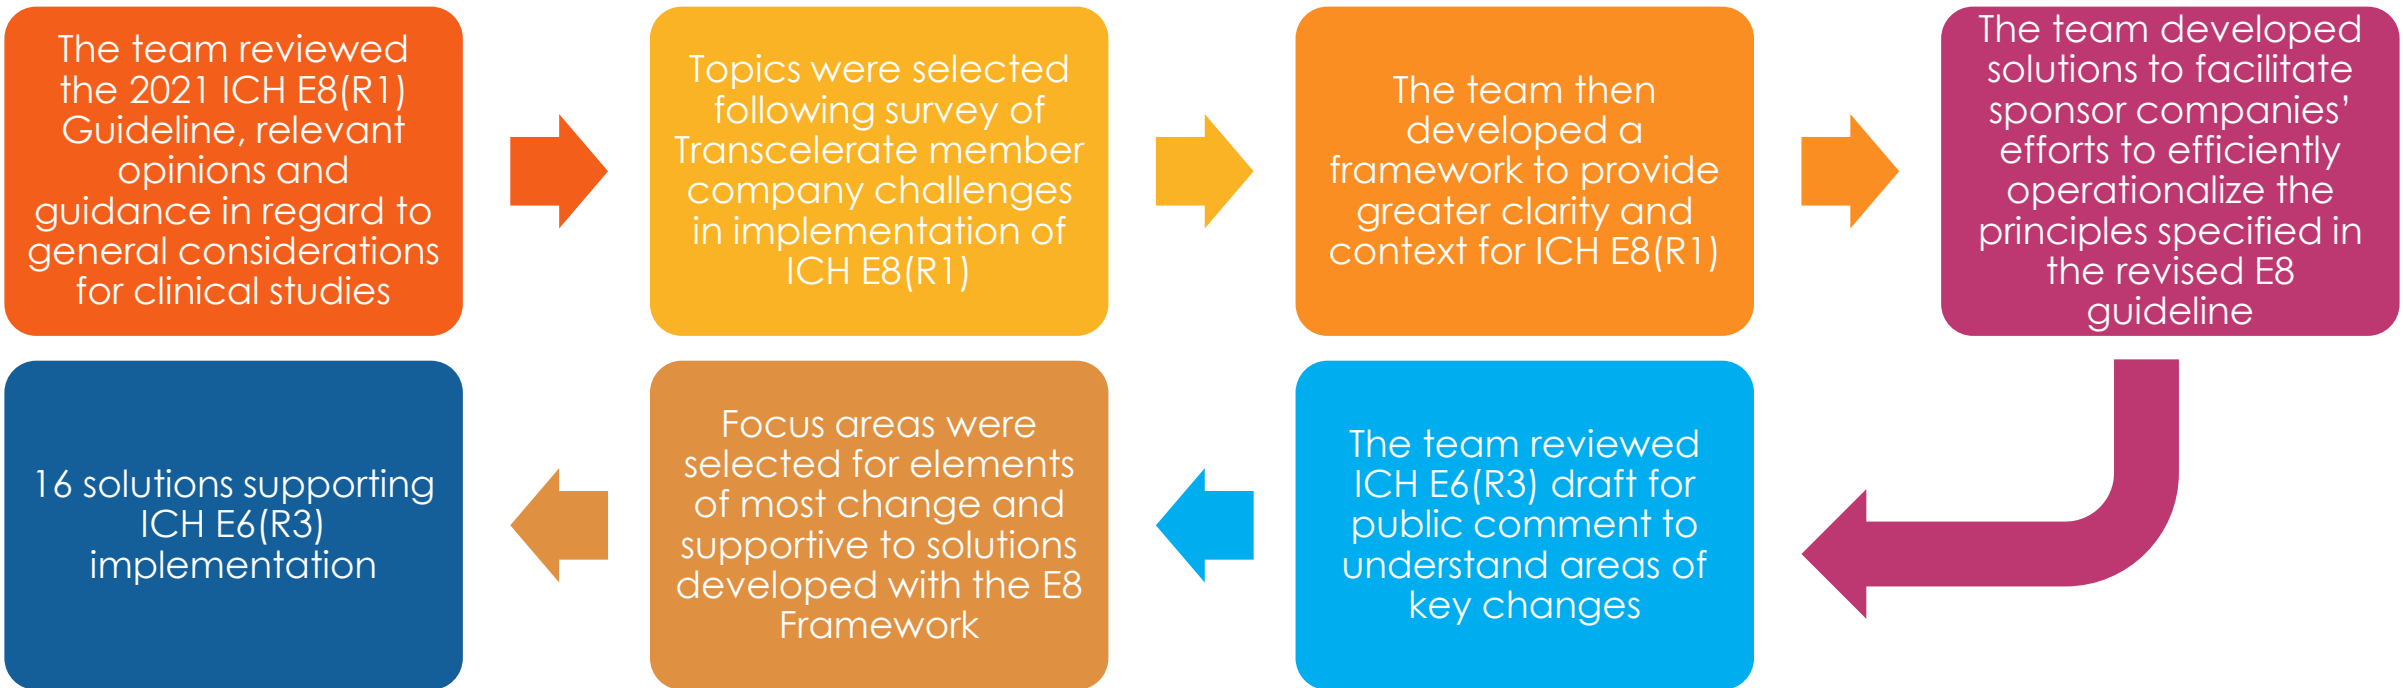 The team reviewed
the 2021 ICH E8(R1)
Guideline, relevant
opinions and
guidance in regard to
general considerations
for clinical studies
Topics were selected
following survey of
Transcelerate member
company challenges
in implementation of
ICH E8(R1)
The team then
developed a
framework to provide
greater clarity and
context for ICH E8(R1)
The team developed
solutions to facilitate
sponsor companies’
efforts to efficiently
operationalize the
principles specified in
the revised E8
guideline
The team reviewed
ICH E6(R3) draft for
public comment to
understand areas of
key changes
Focus areas were
selected for elements
of most change and
supportive to solutions
developed with the E8
Framework
16 solutions supporting
ICH E6(R3)
implementation